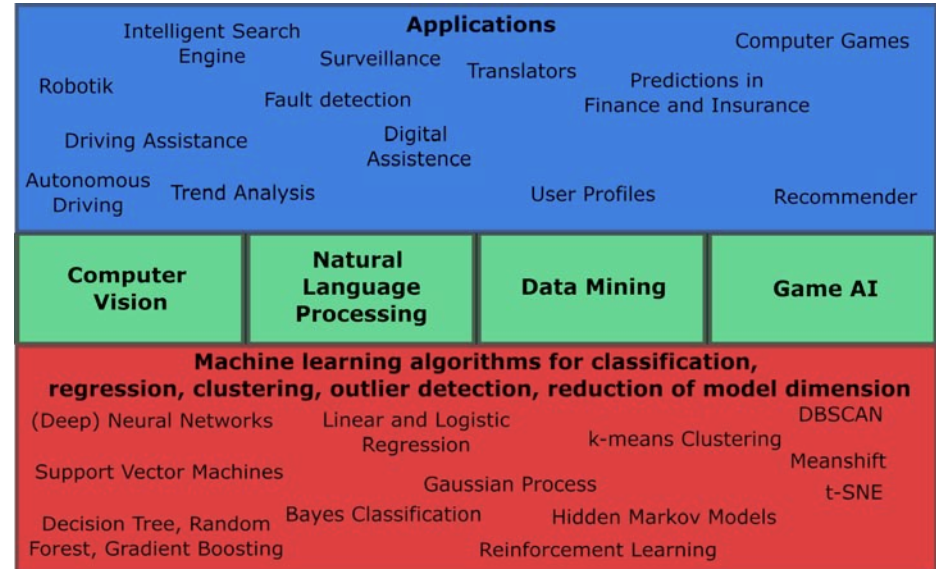 Applications
Intelligent Search
Engine
Computer Games
Surveillance
Translators
Robotik
Predictions in
Finance and Insurance
Fault detection
Driving Assistance
Digital
Assistence
Autonomous
Driving
Trend Analysis
User Profiles
Recommender
Computer
Vision
Natural
Language
Processing
Data Mining
Game AI
Machine learning algorithms for classification,
regression, clustering, outlier detection, reduction of model dimension
(Deep) Neural Networks
Linear and Logistic
Regression
DBSCAN
k-means Clustering
Meanshift
Support Vector Machines
Gaussian Process
t-SNE
Decision Tree, Random
Forest, Gradient Boosting
Bayes Classification
Hidden Markov Models
Reinforcement Learning